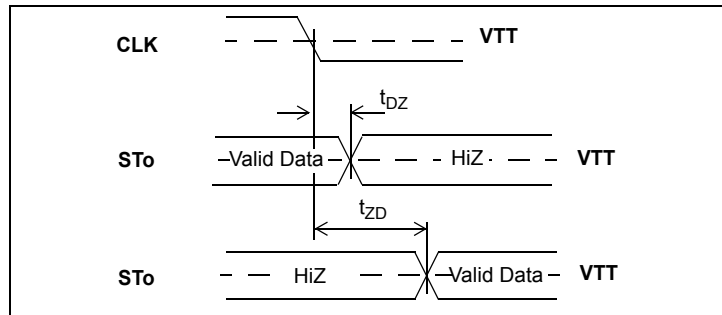 CLK
VTT
tDZ
STo
Valid Data
HiZ
VTT
tZD
STo
HiZ
Valid Data
VTT